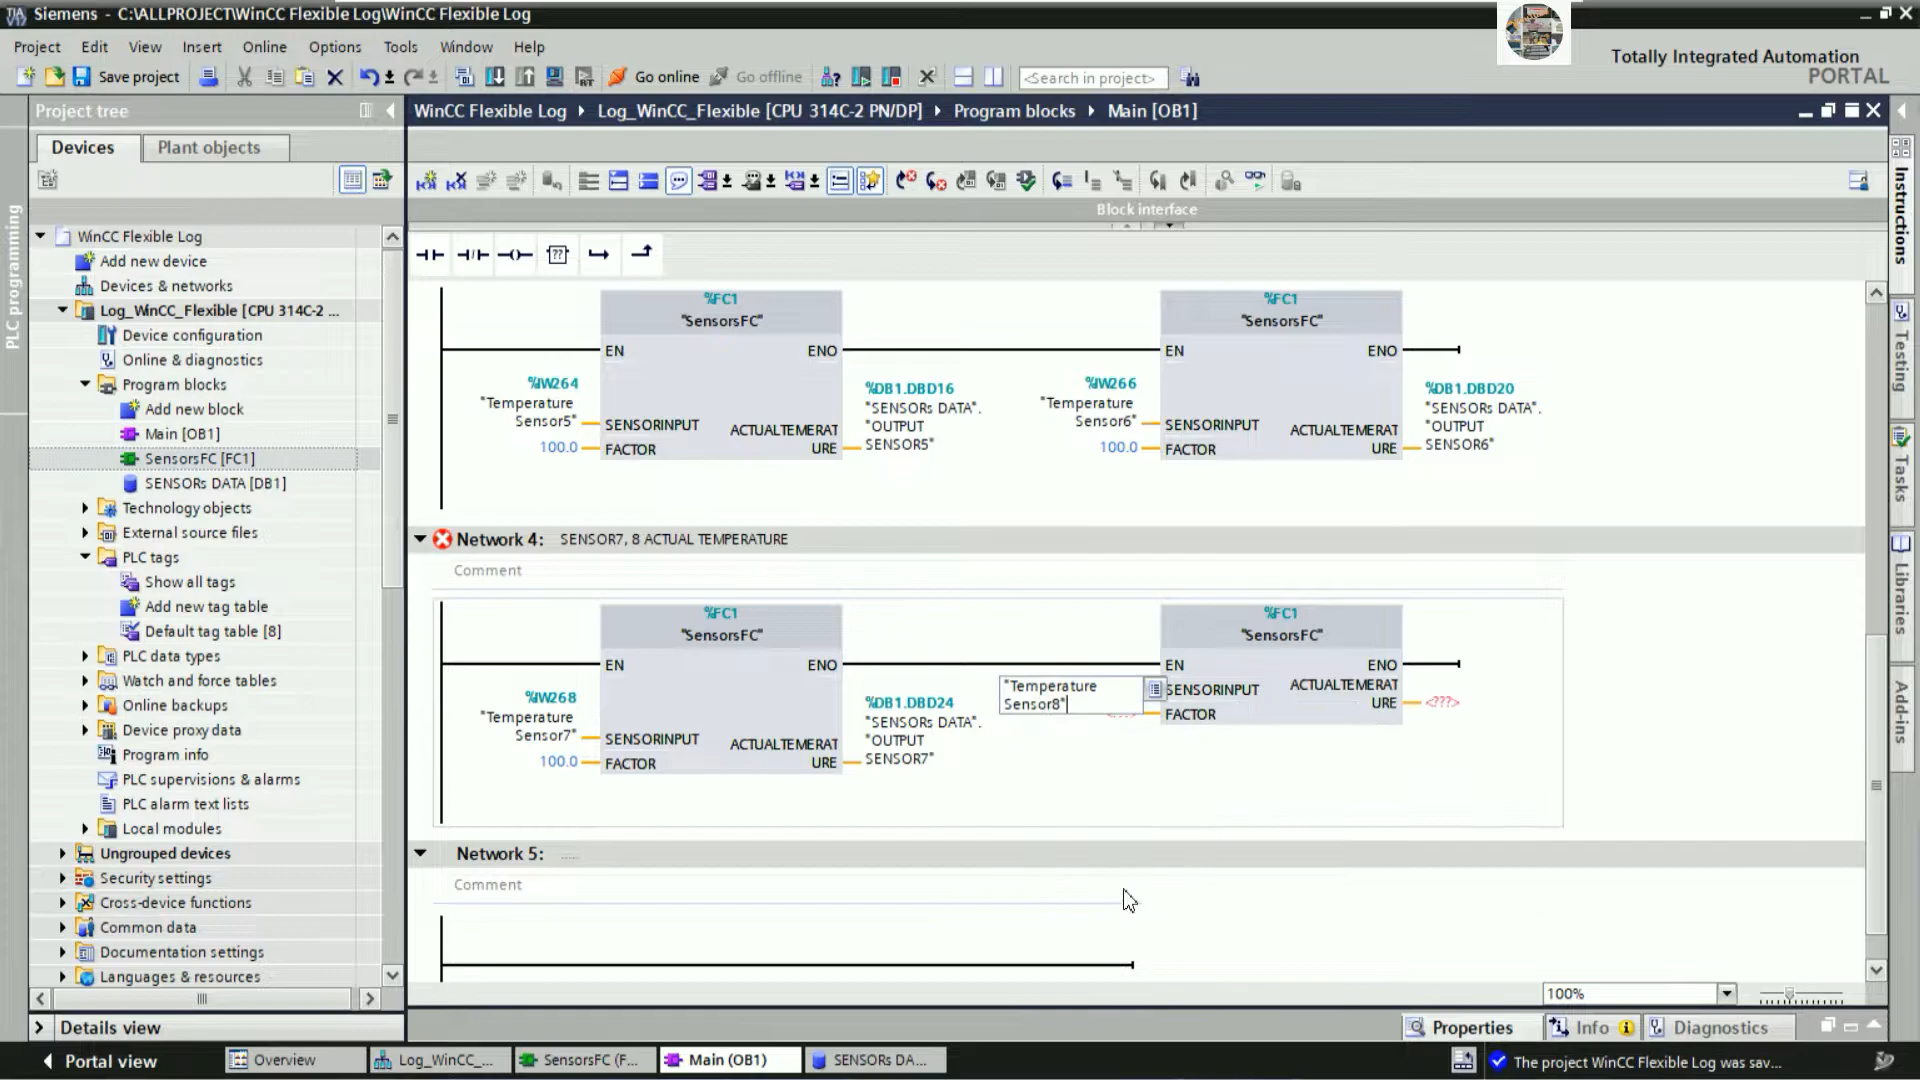 Siemens - C:\ALLPROJECT\WinCC Flexible Log\WinCC Flexible Log
Project Edit View Insert Online Options Tools Window Help
Totally Integrated Automation
PORTAL
Save project
Go online
Go offline
<Search in project>
Project tree
WinCC Flexible Log Log_WinCC_Flexible [CPU 314C-2 PN/DP] Program blocks Main [OB1]
Devices
Plant objects
Block interface
PLC programming
WinCC Flexible Log
Add new device
Devices & networks
Log_WinCC_Flexible [CPU 314C-2 ...
Device configuration
Online & diagnostics
Program blocks
Add new block
Main [OB1]
SensorsFC [FC1]
SENSORs DATA [DB1]
Technology objects
External source files
PLC tags
Show all tags
Add new tag table
Default tag table [8]
PLC data types
Watch and force tables
Online backups
Device proxy data
Program info
PLC supervisions & alarms
PLC alarm text lists
Local modules
Ungrouped devices
Security settings
Cross-device functions
Common data
Documentation settings
Languages & resources
Details view
%FC1
"SensorsFC"
EN
ENO
%IW264
"Temperature
Sensor5"
SENSORINPUT
100.0
FACTOR
ACTUALTEMERAT
URE
%DB1.DBD16
"SENSORs DATA".
"OUTPUT
SENSOR5"
%FC1
"SensorsFC"
EN
ENO
%IW266
"Temperature
Sensor6"
SENSORINPUT
100.0
FACTOR
ACTUALTEMERAT
URE
%DB1.DBD20
"SENSORs DATA".
"OUTPUT
SENSOR6"
Network 4: SENSOR7, 8 ACTUAL TEMPERATURE
Comment
%FC1
"SensorsFC"
EN
ENO
%IW268
"Temperature
Sensor7"
SENSORINPUT
100.0
FACTOR
ACTUALTEMERAT
URE
%DB1.DBD24
"SENSORs DATA".
"OUTPUT
SENSOR7"
%FC1
"SensorsFC"
EN
ENO
"Temperature
Sensor8"
SENSORINPUT
FACTOR
ACTUALTEMERAT
URE
<???>
Network 5: .....
Comment
100%
Instructions
Testing
Tasks
Libraries
Add-ins
Properties
Info
Diagnostics
Portal view
Overview
Log_WinCC_...
SensorsFC (F...
Main (OB1)
SENSORs DA...
The project WinCC Flexible Log was sav...